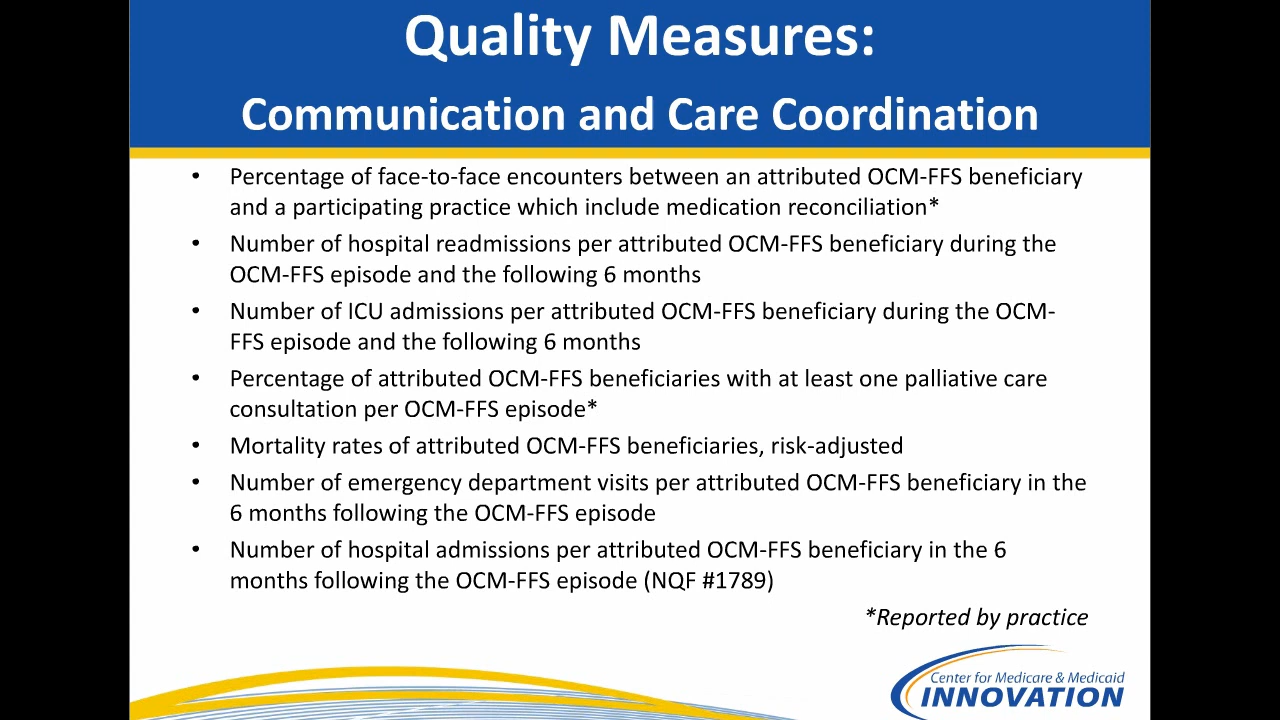 Quality Measures:
Communication and Care Coordination
• Percentage of face-to-face encounters between an attributed OCM-FFS beneficiary
and a participating practice which include medication reconciliation*
• Number of hospital readmissions per attributed OCM-FFS beneficiary during the
OCM-FFS episode and the following 6 months
• Number of ICU admissions per attributed OCM-FFS beneficiary during the OCM-
FFS episode and the following 6 months
• Percentage of attributed OCM-FFS beneficiaries with at least one palliative care
consultation per OCM-FFS episode*
• Mortality rates of attributed OCM-FFS beneficiaries, risk-adjusted
• Number of emergency department visits per attributed OCM-FFS beneficiary in the
6 months following the OCM-FFS episode
• Number of hospital admissions per attributed OCM-FFS beneficiary in the 6
months following the OCM-FFS episode (NQF #1789)
*Reported by practice
Center for Medicare & Medicaid
INNOVATION